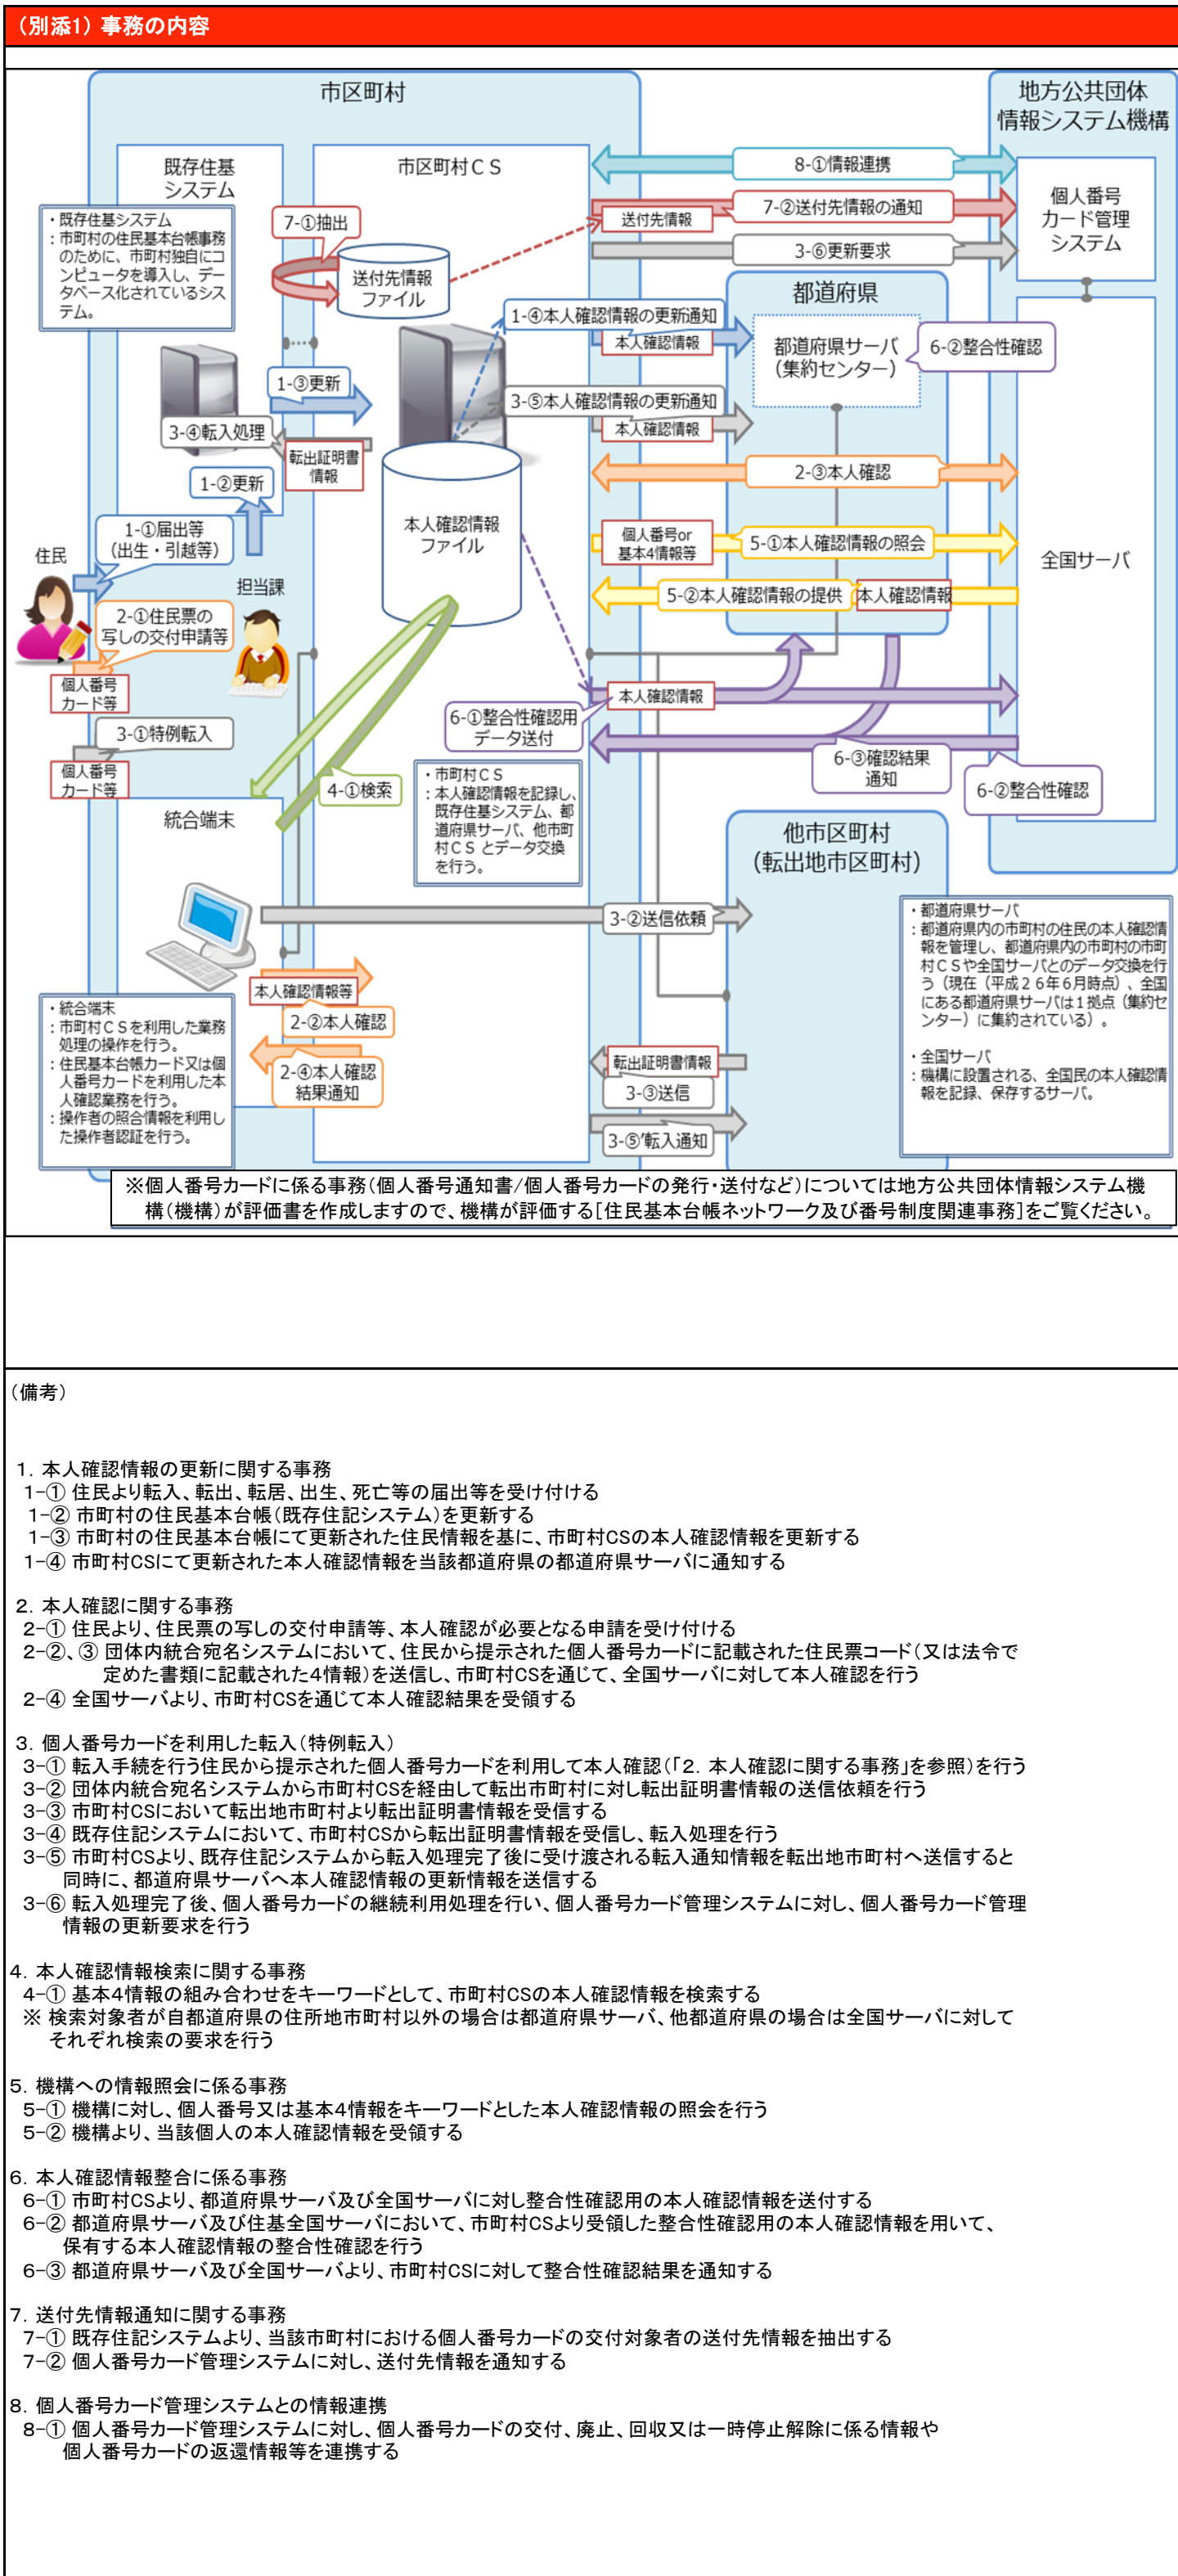 （別添1）事務の内容
市区町村
地方公共団体
情報システム機構
既存住基
システム
市区町村ＣＳ
・既存住基システム
：市町村の住民基本台帳事務
のために、市町村独自にコ
ンピュータを導入し、デー
タベース化されているシス
テム。
7-①抽出
送付先情報
ファイル
8-①情報連携
送付先情報
7-②送付先情報の通知
3-⑥更新要求
個人番号
カード管理
システム
都道府県
1-④本人確認情報の更新通知
本人確認情報
都道府県サーバ
（集約センター）
6-②整合性確認
1-③更新
3-⑤本人確認情報の更新通知
本人確認情報
3-④転入処理
転出証明書
情報
2-③本人確認
1-②更新
本人確認情報
ファイル
個人番号or
基本4情報等
5-①本人確認情報の照会
全国サーバ
1-①届出等
（出生・引越等）
住民
担当課
5-②本人確認情報の提供
本人確認情報
2-①住民票の
写しの交付申請等
個人番号
カード等
本人確認情報
6-①整合性確認用
データ送付
3-①特例転入
個人番号
カード等
6-③確認結果
通知
6-②整合性確認
4-①検索
・市町村ＣＳ
：本人確認情報を記録し、
既存住基システム、都
道府県サーバ、他市町
村ＣＳ とデータ交換
を行う。
統合端末
他市区町村
（転出地市区町村）
3-②送信依頼
・都道府県サーバ
：都道府県内の市町村の住民の本人確認情
報を管理し、都道府県内の市町村の市町
村ＣＳや全国サーバとのデータ交換を行
う（現在（平成２６年６月時点）、全国
にある都道府県サーバは１拠点（集約セ
ンター）に集約されている）。
・全国サーバ
：機構に設置される、全国民の本人確認情
報を記録、保存するサーバ。
本人確認情報等
2-②本人確認
2-④本人確認
結果通知
・統合端末
：市町村ＣＳを利用した業務
処理の操作を行う。
：住民基本台帳カード又は個
人番号カードを利用した本
人確認業務を行う。
：操作者の照合情報を利用し
た操作者認証を行う。
転出証明書情報
3-③送信
3-⑤’転入通知
※個人番号カードに係る事務（個人番号通知書/個人番号カードの発行・送付など）については地方公共団体情報システム機
構（機構）が評価書を作成しますので、機構が評価する［住民基本台帳ネットワーク及び番号制度関連事務］をご覧ください。
（備考）
１．本人確認情報の更新に関する事務
１−① 住民より転入、転出、転居、出生、死亡等の届出等を受け付ける
１−② 市町村の住民基本台帳（既存住記システム）を更新する
１−③ 市町村の住民基本台帳にて更新された住民情報を基に、市町村CSの本人確認情報を更新する
１−④ 市町村CSにて更新された本人確認情報を当該都道府県の都道府県サーバに通知する
２．本人確認に関する事務
２−① 住民より、住民票の写しの交付申請等、本人確認が必要となる申請を受け付ける
２−②、③ 団体内統合宛名システムにおいて、住民から提示された個人番号カードに記載された住民票コード（又は法令で
定めた書類に記載された４情報）を送信し、市町村CSを通じて、全国サーバに対して本人確認を行う
２−④ 全国サーバより、市町村CSを通じて本人確認結果を受領する
３．個人番号カードを利用した転入（特例転入）
３−① 転入手続を行う住民から提示された個人番号カードを利用して本人確認（「２．本人確認に関する事務」を参照）を行う
３−② 団体内統合宛名システムから市町村CSを経由して転出市町村に対し転出証明書情報の送信依頼を行う
３−③ 市町村CSにおいて転出地市町村より転出証明書情報を受信する
３−④ 既存住記システムにおいて、市町村CSから転出証明書情報を受信し、転入処理を行う
３−⑤ 市町村CSより、既存住記システムから転入処理完了後に受け渡される転入通知情報を転出地市町村へ送信すると
同時に、都道府県サーバへ本人確認情報の更新情報を送信する
３−⑥ 転入処理完了後、個人番号カードの継続利用処理を行い、個人番号カード管理システムに対し、個人番号カード管理
情報の更新要求を行う
４．本人確認情報検索に関する事務
４−① 基本４情報の組み合わせをキーワードとして、市町村CSの本人確認情報を検索する
※ 検索対象者が自都道府県の住所地市町村以外の場合は都道府県サーバ、他都道府県の場合は全国サーバに対して
それぞれ検索の要求を行う
５．機構への情報照会に係る事務
５−① 機構に対し、個人番号又は基本４情報をキーワードとした本人確認情報の照会を行う
５−② 機構より、当該個人の本人確認情報を受領する
６．本人確認情報整合に係る事務
６−① 市町村CSより、都道府県サーバ及び全国サーバに対し整合性確認用の本人確認情報を送付する
６−② 都道府県サーバ及び住基全国サーバにおいて、市町村CSより受領した整合性確認用の本人確認情報を用いて、
保有する本人確認情報の整合性確認を行う
６−③ 都道府県サーバ及び全国サーバより、市町村CSに対して整合性確認結果を通知する
７．送付先情報通知に関する事務
７−① 既存住記システムより、当該市町村における個人番号カードの交付対象者の送付先情報を抽出する
７−② 個人番号カード管理システムに対し、送付先情報を通知する
８．個人番号カード管理システムとの情報連携
８−① 個人番号カード管理システムに対し、個人番号カードの交付、廃止、回収又は一時停止解除に係る情報や
個人番号カードの返還情報等を連携する